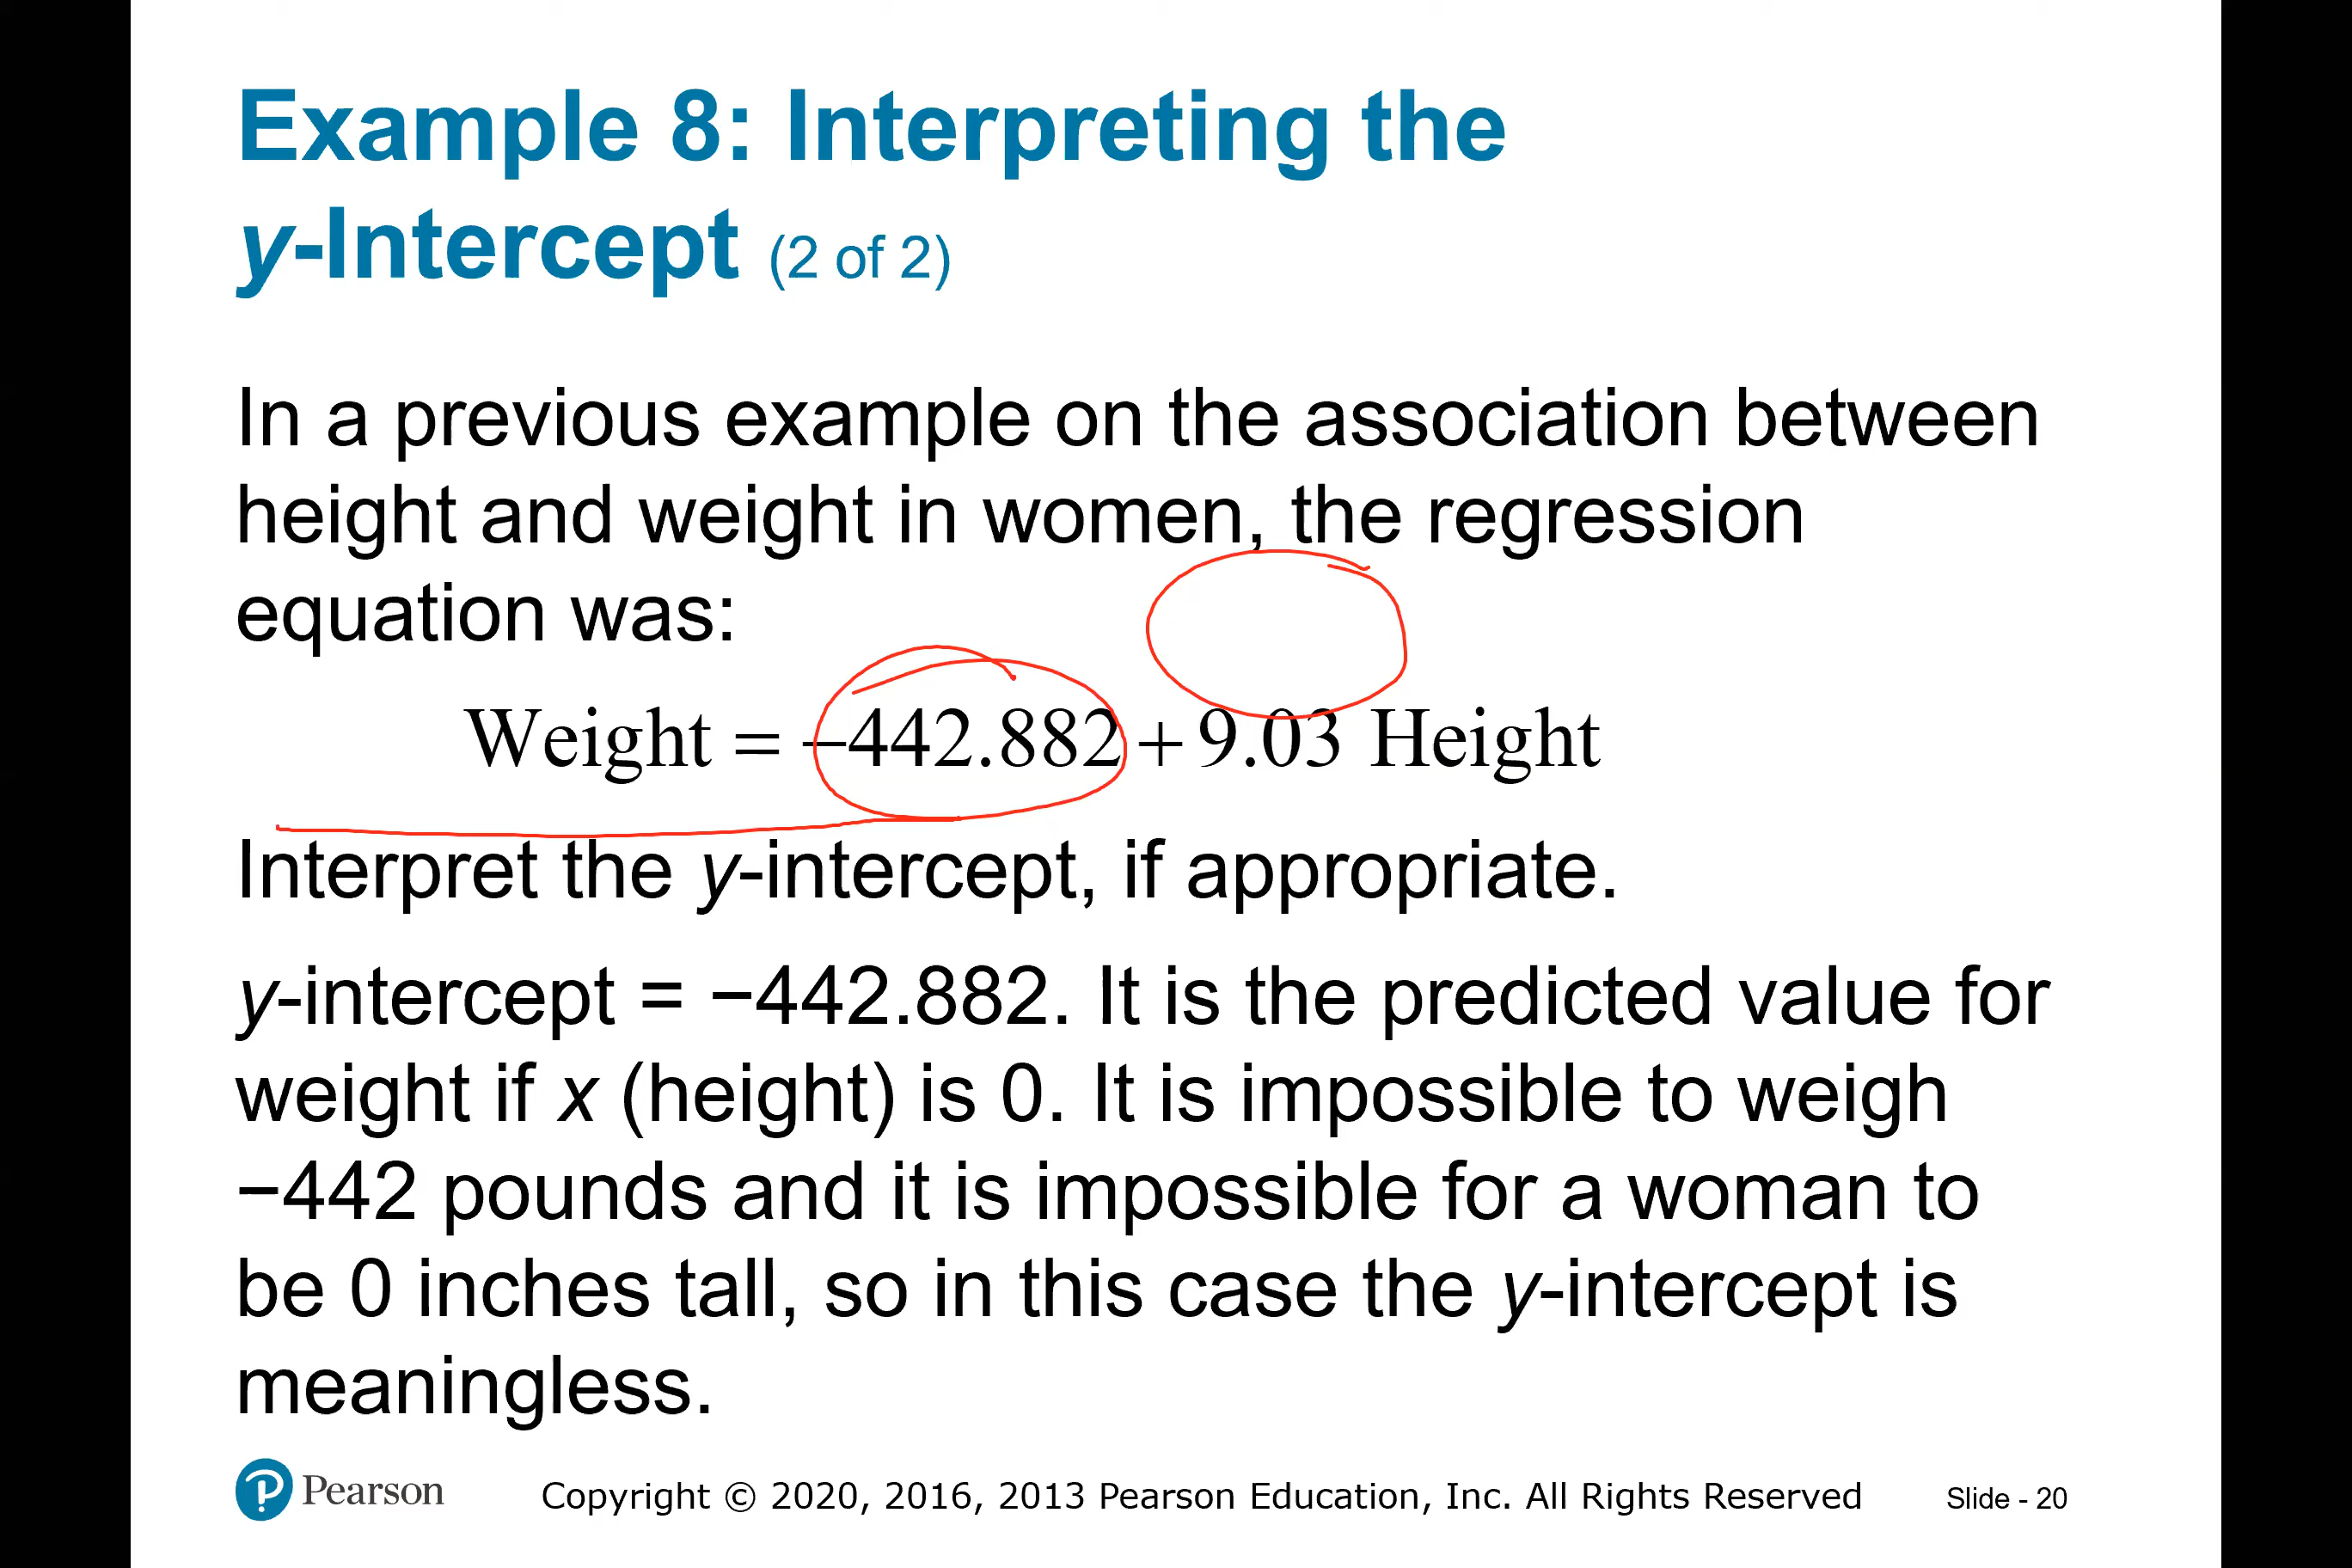 Example 8: Interpreting the
y-Intercept (2 of 2)
In a previous example on the association between
height and weight in women, the regression
equation was:
Weight = −442.882 + 9.03 Height
Interpret the y-intercept, if appropriate.
y-intercept = −442.882. It is the predicted value for
weight if x (height) is 0. It is impossible to weigh
−442 pounds and it is impossible for a woman to
be 0 inches tall, so in this case the y-intercept is
meaningless.
Pearson Copyright © 2020, 2016, 2013 Pearson Education, Inc. All Rights Reserved Slide - 20